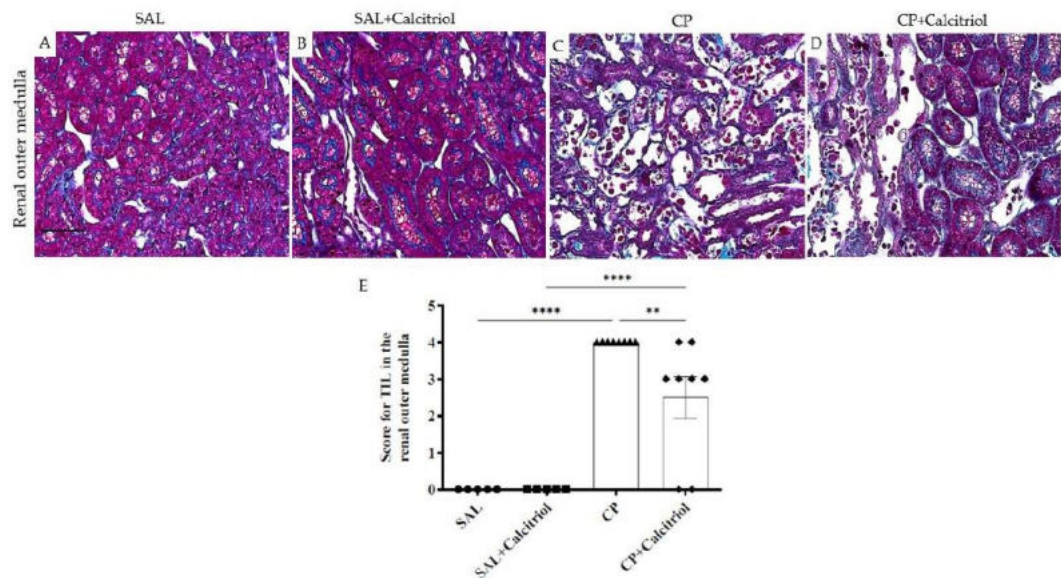 SAL
SAL+Calcitriol
CP
CP+Calcitriol
A
B
C
D
Renal outer medulla
E
****
****
**
Score for TIL in the
renal outer medulla
5
4
3
2
1
0
SAL
SAL+Calcitriol
CP
CP+Calcitriol